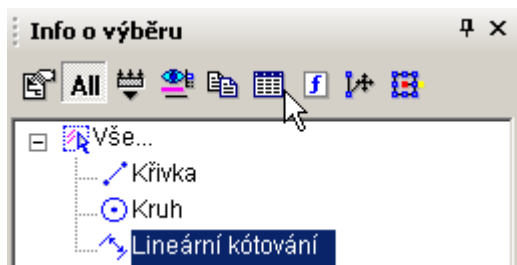 Info o výběru
All
f
Vše...
Křivka
Kruh
Lineární kótování